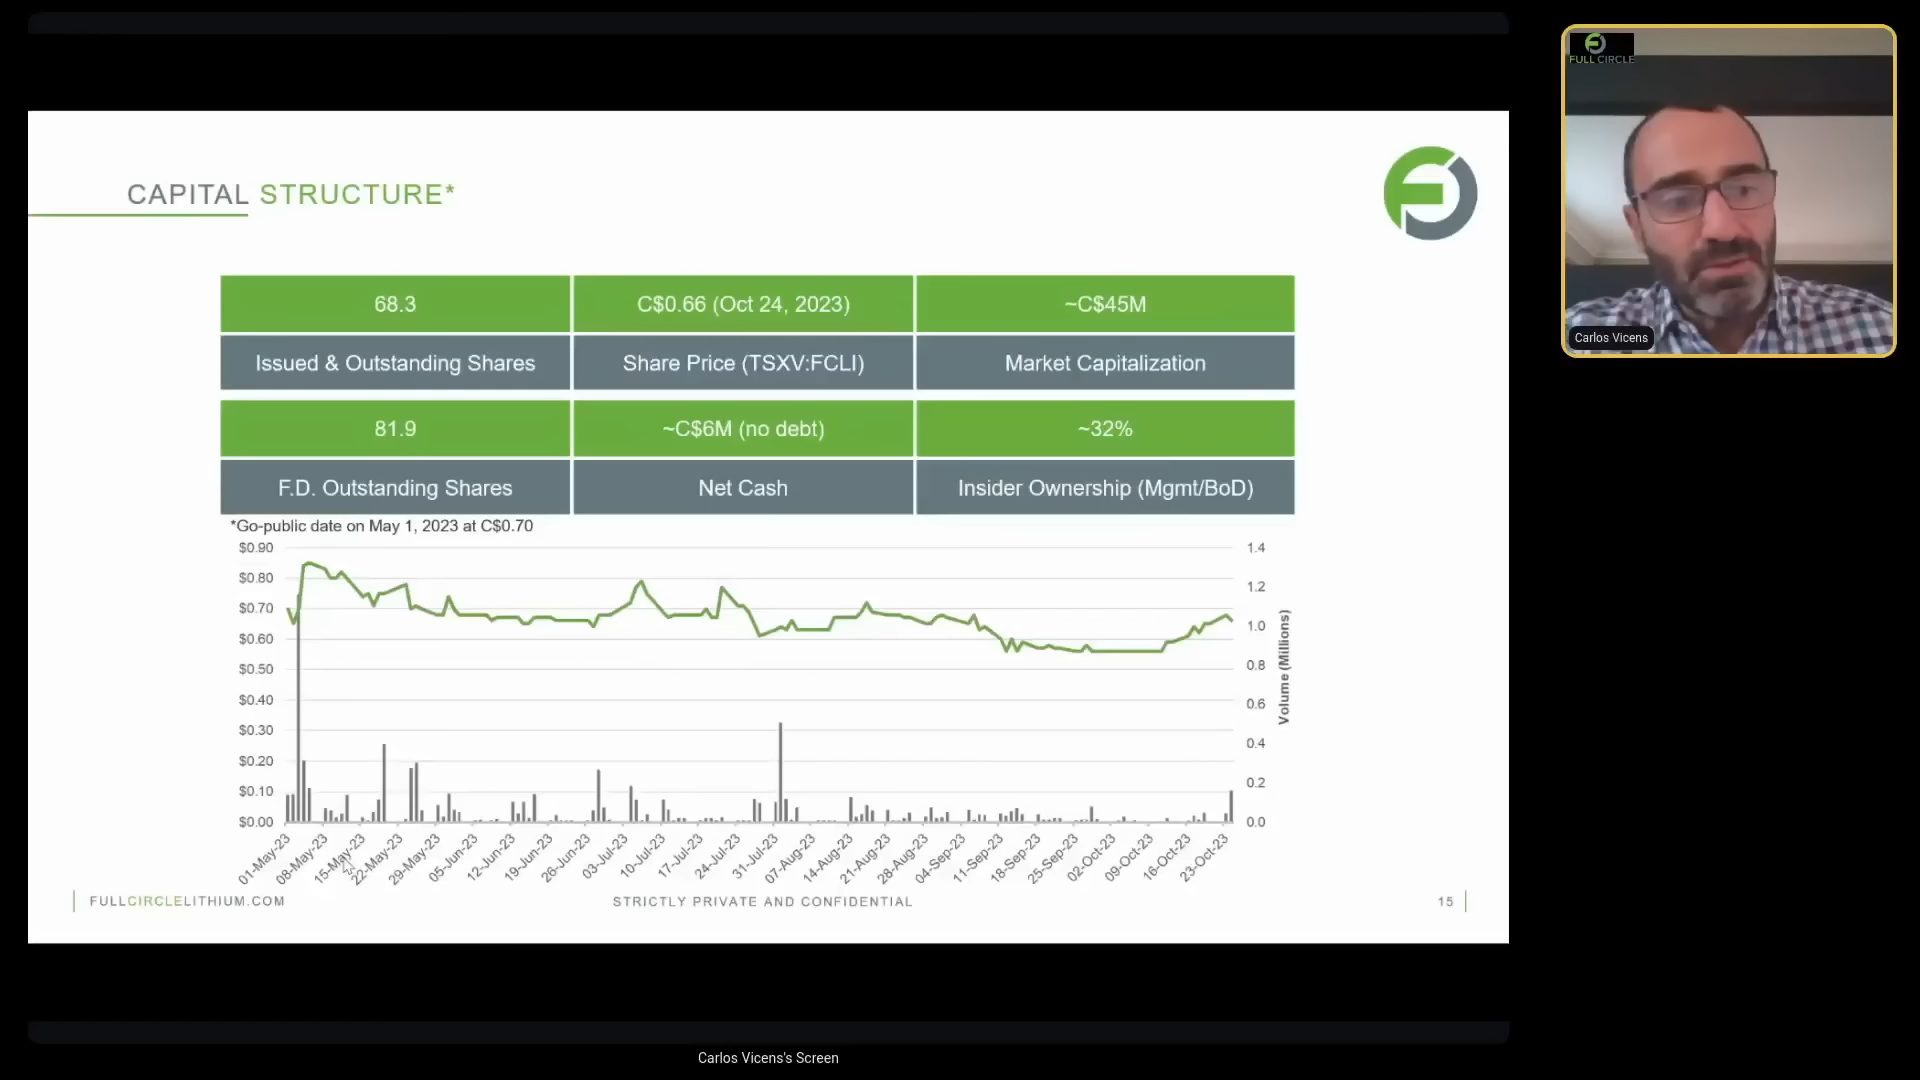 FULL CIRCLE
CAPITAL STRUCTURE*
68.3
C$0.66 (Oct 24, 2023)
~C$45M
Issued & Outstanding Shares
Share Price (TSXV:FCLI)
Market Capitalization
81.9
~C$6M (no debt)
~32%
F.D. Outstanding Shares
Net Cash
Insider Ownership (Mgmt/BoD)
*Go-public date on May 1, 2023 at C$0.70
$0.90
$0.80
$0.70
$0.60
$0.50
$0.40
$0.30
$0.20
$0.10
$0.00
1.4
1.2
1.0
0.8
0.6
0.4
0.2
0.0
Volume (Millions)
01-May-23
08-May-23
15-May-23
22-May-23
29-May-23
05-Jun-23
12-Jun-23
19-Jun-23
26-Jun-23
03-Jul-23
10-Jul-23
17-Jul-23
24-Jul-23
31-Jul-23
07-Aug-23
14-Aug-23
21-Aug-23
28-Aug-23
04-Sep-23
11-Sep-23
18-Sep-23
25-Sep-23
02-Oct-23
09-Oct-23
16-Oct-23
23-Oct-23
FULLCIRCLELITHIUM.COM
STRICTLY PRIVATE AND CONFIDENTIAL
15
Carlos Vicens
Carlos Vicens's Screen